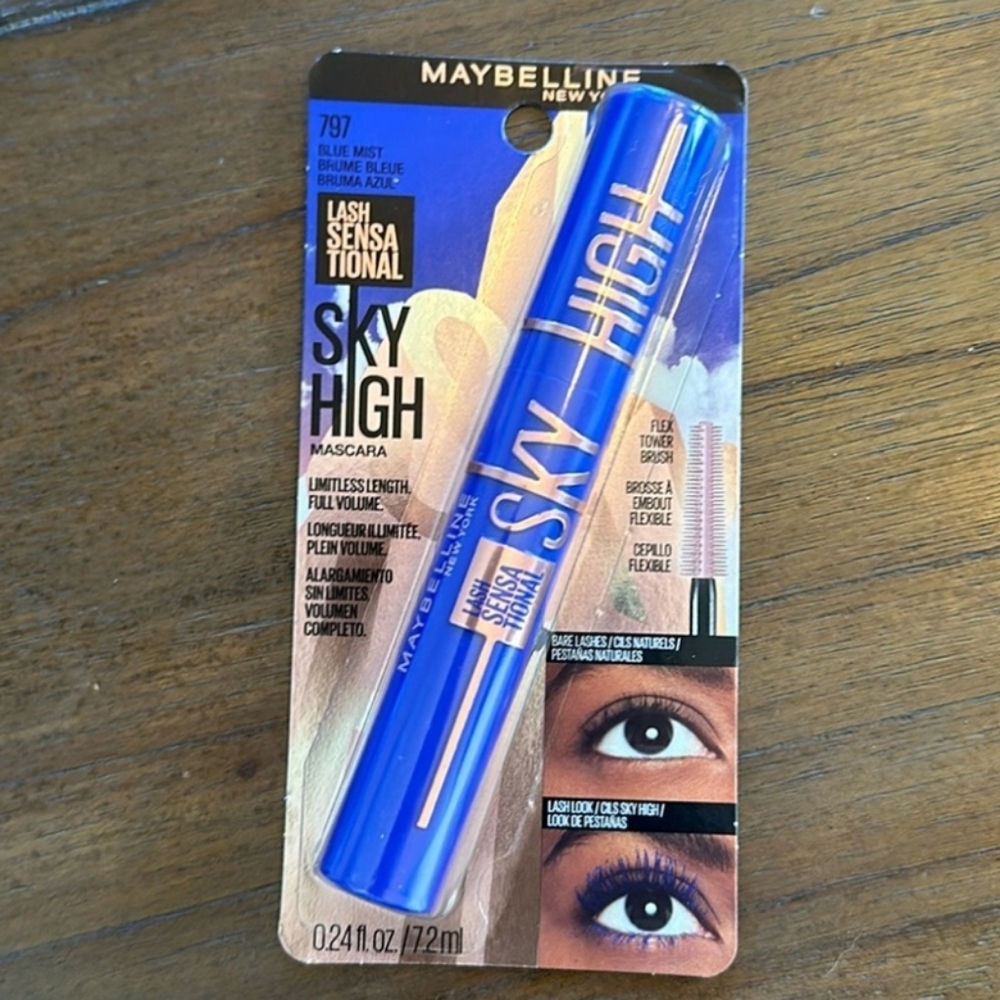 MAYBELLINE
NEW YO
797
BLUE MIST
BRUME BLEUE
BRUMA AZUL
LASH
SENSA
TIONAL
SKY
HIGH
MASCARA
LIMITLESS LENGTH.
FULL VOLUME.
LONGUEUR ILLIMITÉE,
PLEIN VOLUME.
ALARGAMIENTO
SIN LIMITES
VOLUMEN
COMPLETO.
SKY HIGH
MAYBELLINE
NEW YORK
LASH
SENSA
TIONAL
FLEX
TOWER
BRUSH
BROSSE À
EMBOUT
FLEXIBLE
CEPILLO
FLEXIBLE
BARE LASHES / CILS NATURELS /
PESTAÑAS NATURALES
LASH LOOK / CILS SKY HIGH /
LOOK DE PESTAÑAS
0.24 fl. oz. / 7.2 ml